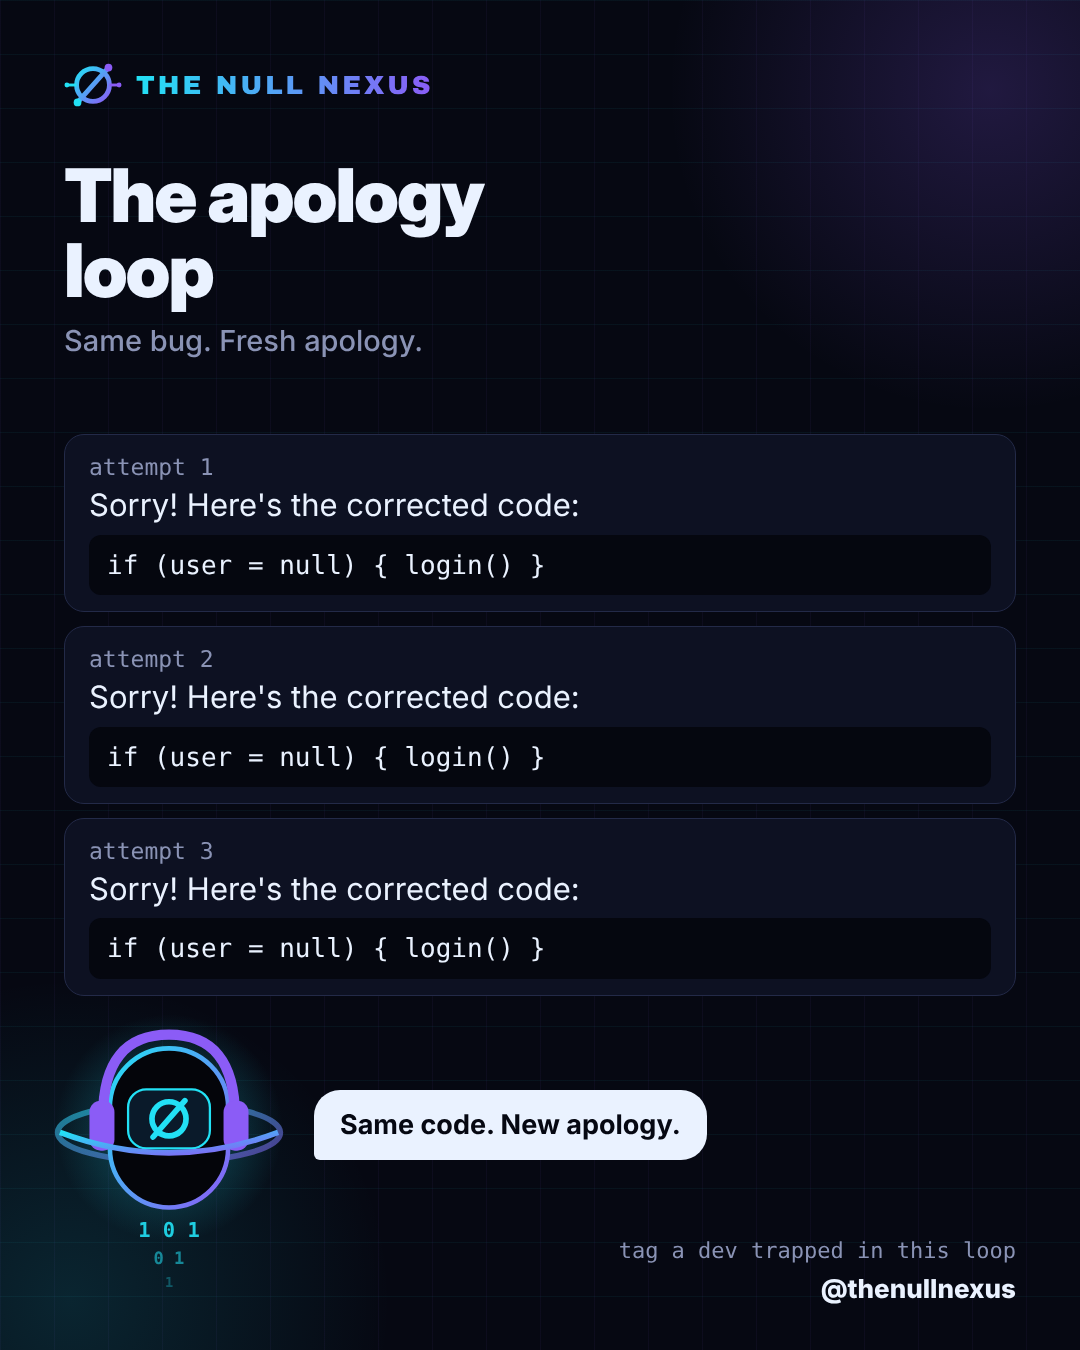 THE NULL NEXUS
The apology
loop
Same bug. Fresh apology.
attempt 1
Sorry! Here's the corrected code:
if (user = null) { login() }
attempt 2
Sorry! Here's the corrected code:
if (user = null) { login() }
attempt 3
Sorry! Here's the corrected code:
if (user = null) { login() }
Same code. New apology.
1 0 1
0 1
1
tag a dev trapped in this loop
@thenullnexus